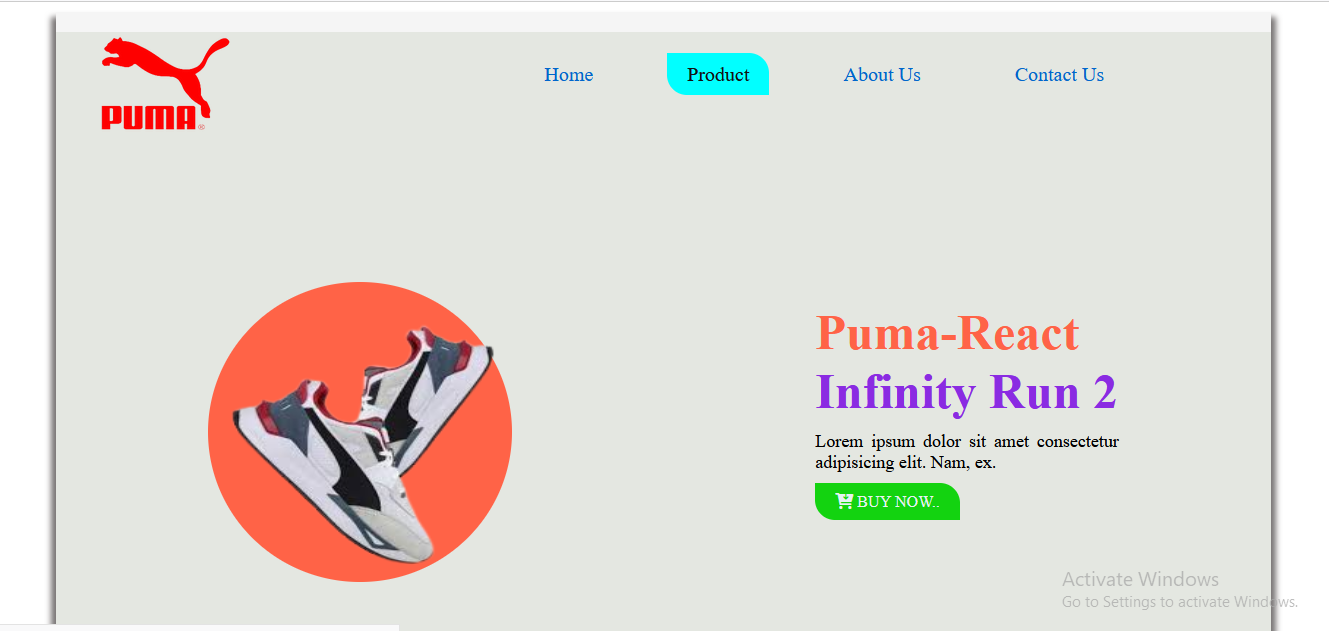 PUMA®
Home Product About Us Contact Us
Puma-React
Infinity Run 2
Lorem ipsum dolor sit amet consectetur
adipisicing elit. Nam, ex.
BUY NOW..
Activate Windows
Go to Settings to activate Windows.